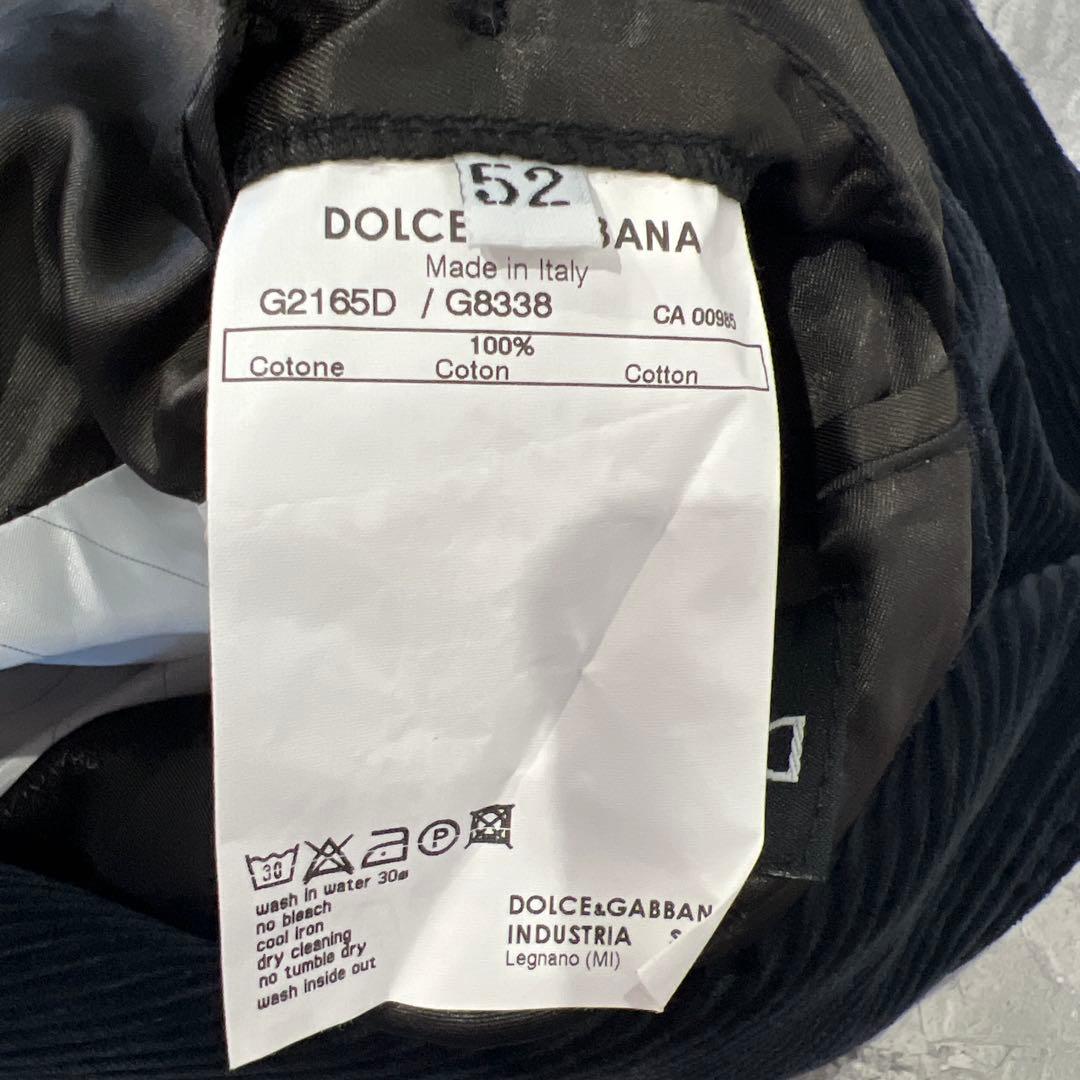 52
DOLCE BANA
Made in Italy
G2165D / G8338 CA 00985
100%
Cotone Coton Cotton
30 P
wash in water 30°
no bleach
cool iron
dry cleaning
no tumble dry
wash inside out
DOLCE&GABBAN
INDUSTRIA S
Legnano (MI)